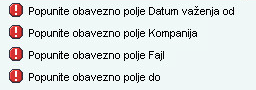 Popunite obavezno polje Datum važenja od
Popunite obavezno polje Kompanija
Popunite obavezno polje Fajl
Popunite obavezno polje do